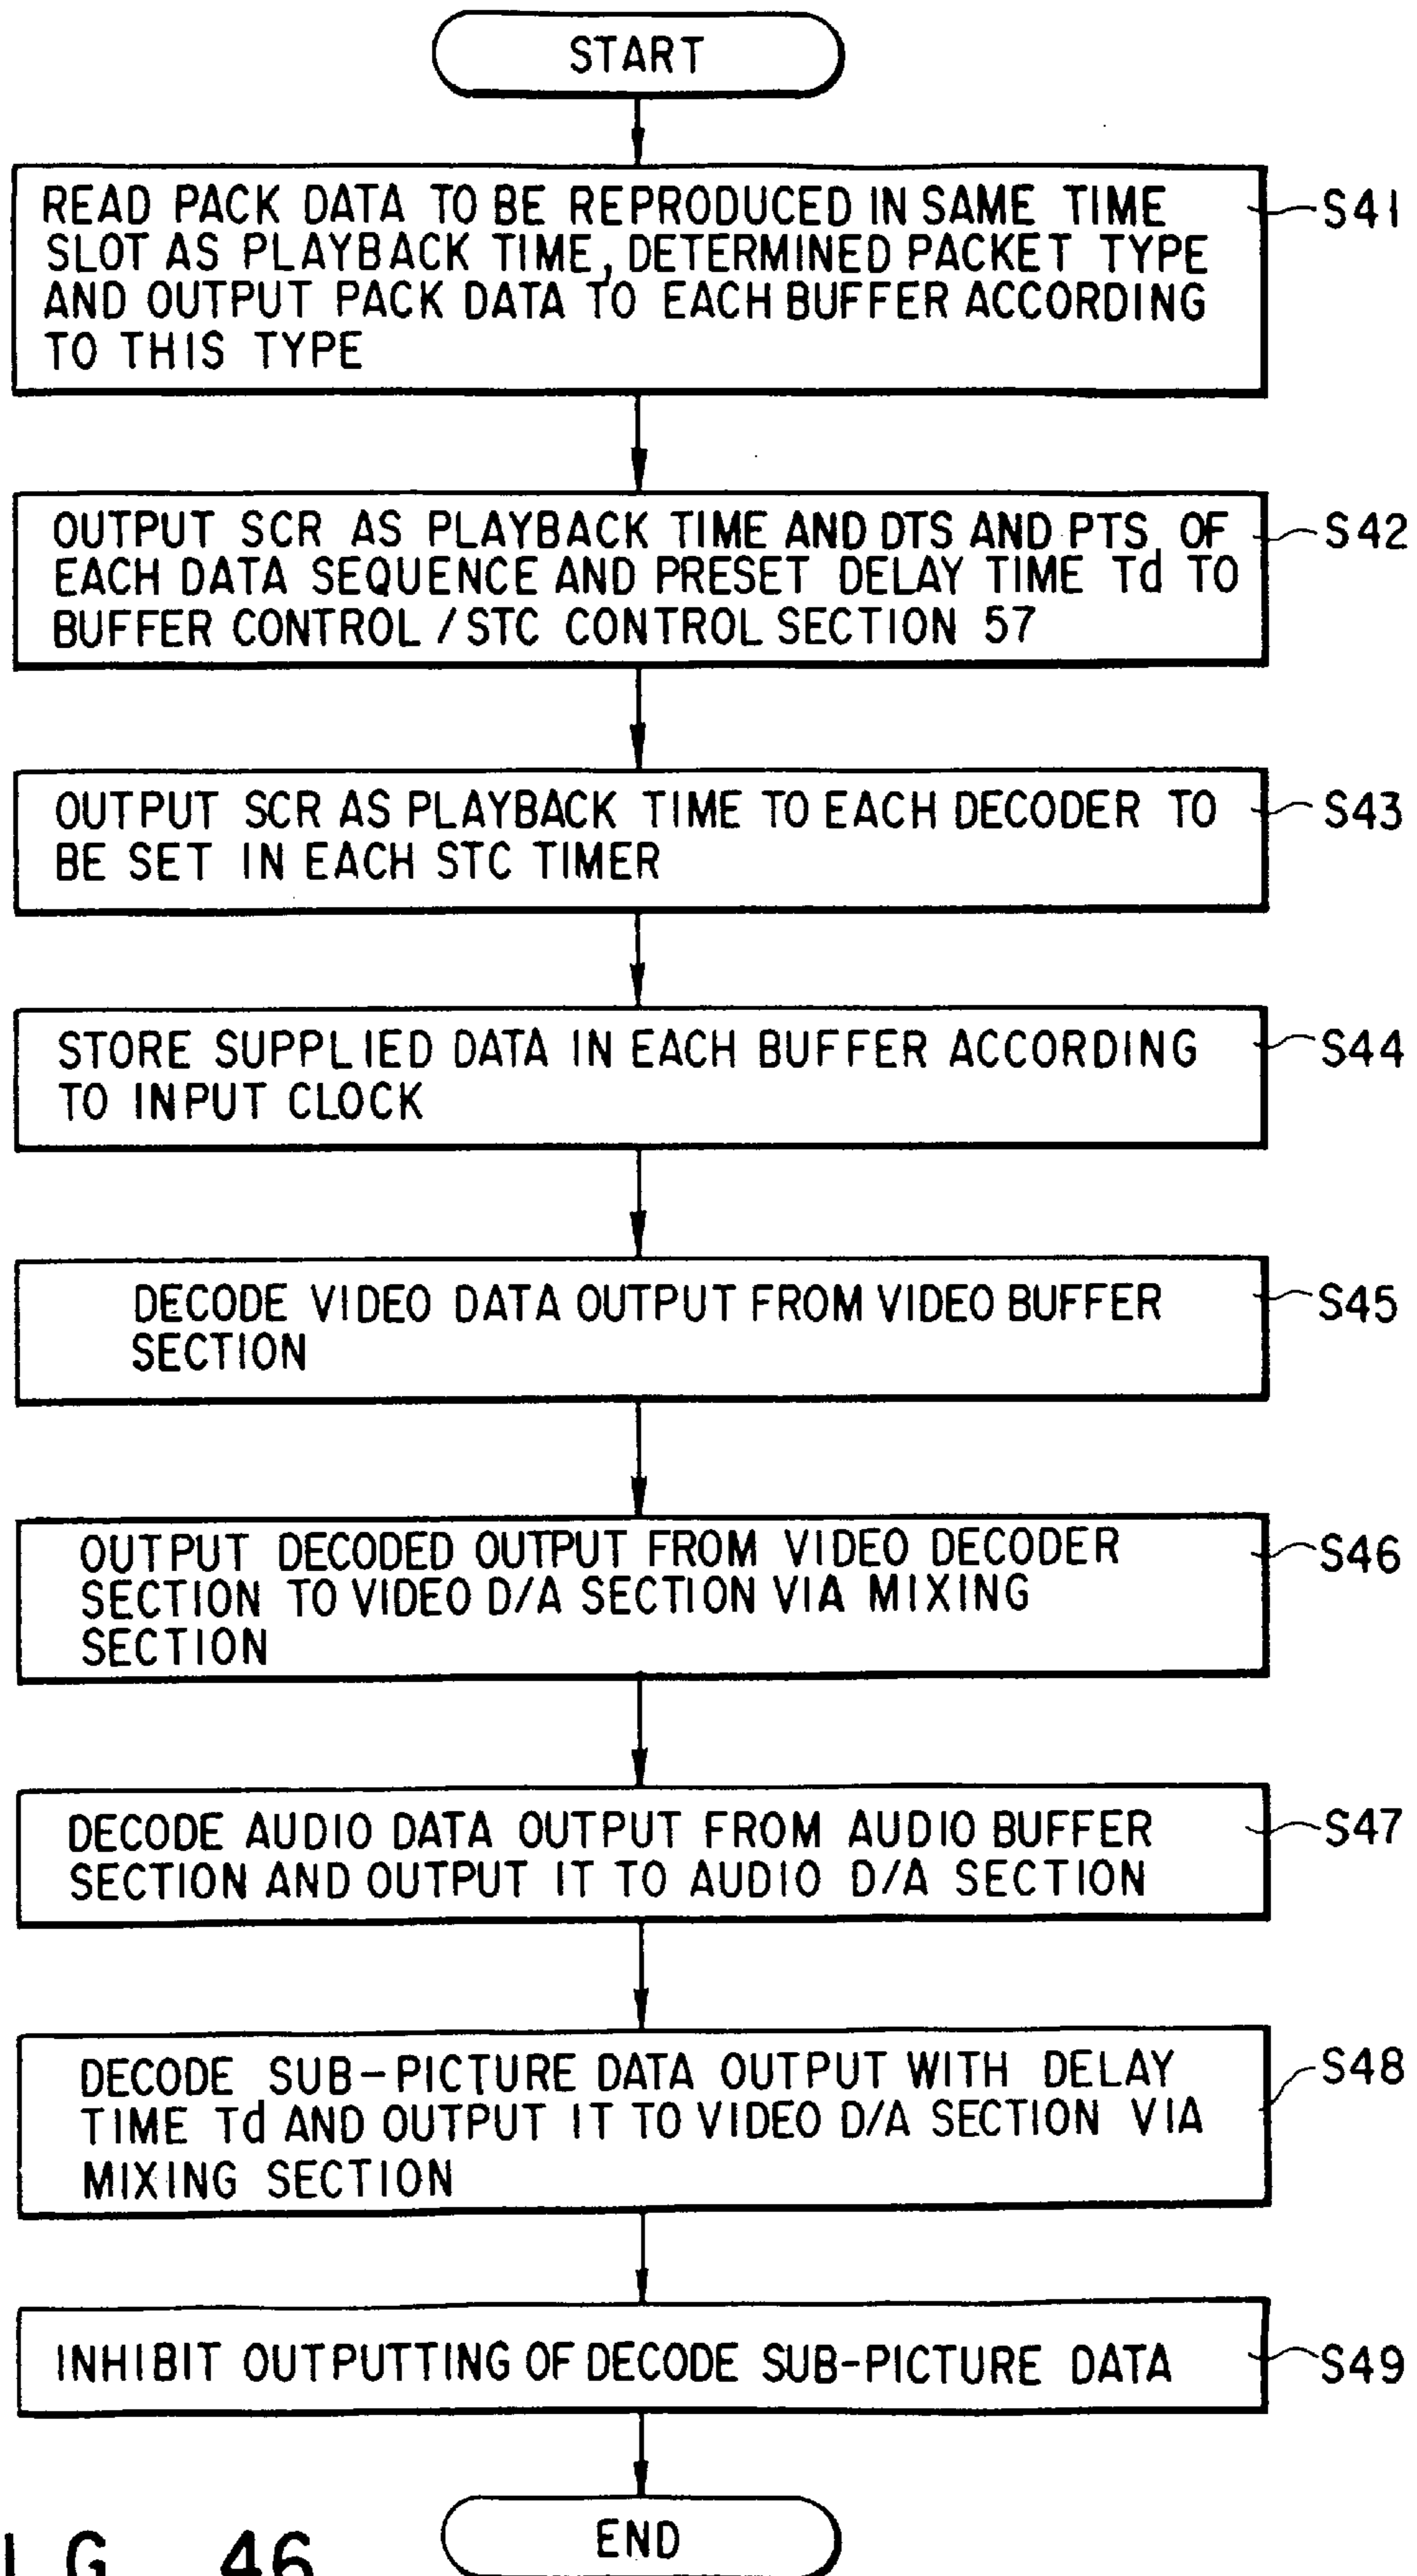 START
READ PACK DATA TO BE REPRODUCED IN SAME TIME
SLOT AS PLAYBACK TIME, DETERMINED PACKET TYPE
AND OUTPUT PACK DATA TO EACH BUFFER ACCORDING
TO THIS TYPE
S41
OUTPUT SCR AS PLAYBACK TIME AND DTS AND PTS OF
EACH DATA SEQUENCE AND PRESET DELAY TIME Td TO
BUFFER CONTROL / STC CONTROL SECTION 57
S42
OUTPUT SCR AS PLAYBACK TIME TO EACH DECODER TO
BE SET IN EACH STC TIMER
S43
STORE SUPPLIED DATA IN EACH BUFFER ACCORDING
TO INPUT CLOCK
S44
DECODE VIDEO DATA OUTPUT FROM VIDEO BUFFER
SECTION
S45
OUTPUT DECODED OUTPUT FROM VIDEO DECODER
SECTION TO VIDEO D/A SECTION VIA MIXING
SECTION
S46
DECODE AUDIO DATA OUTPUT FROM AUDIO BUFFER
SECTION AND OUTPUT IT TO AUDIO D/A SECTION
S47
DECODE SUB-PICTURE DATA OUTPUT WITH DELAY
TIME Td AND OUTPUT IT TO VIDEO D/A SECTION VIA
MIXING SECTION
S48
INHIBIT OUTPUTTING OF DECODE SUB-PICTURE DATA
S49
END
I G. 46